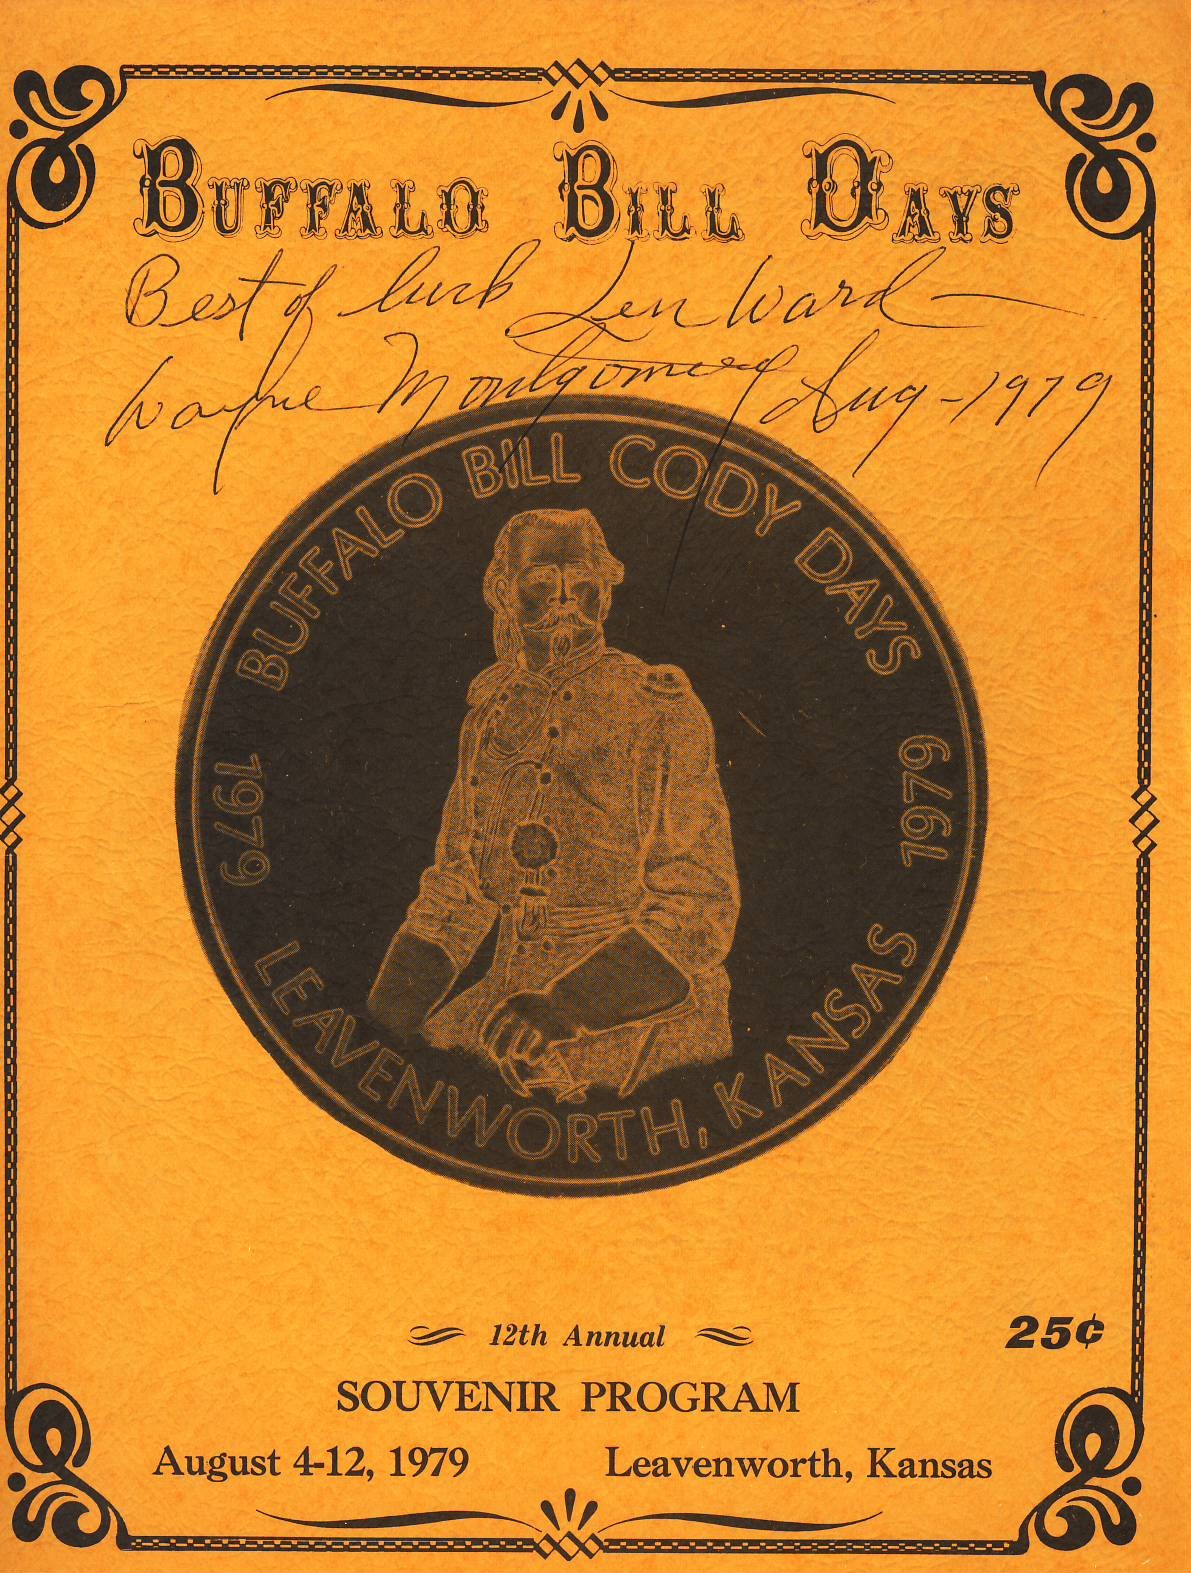 BUFFALO BILL DAYS
Best of luck Len Ward —
Wayne Montgomery Aug - 1979
BUFFALO BILL CODY DAYS
1979
1979
LEAVENWORTH, KANSAS
12th Annual
25¢
SOUVENIR PROGRAM
August 4-12, 1979 Leavenworth, Kansas